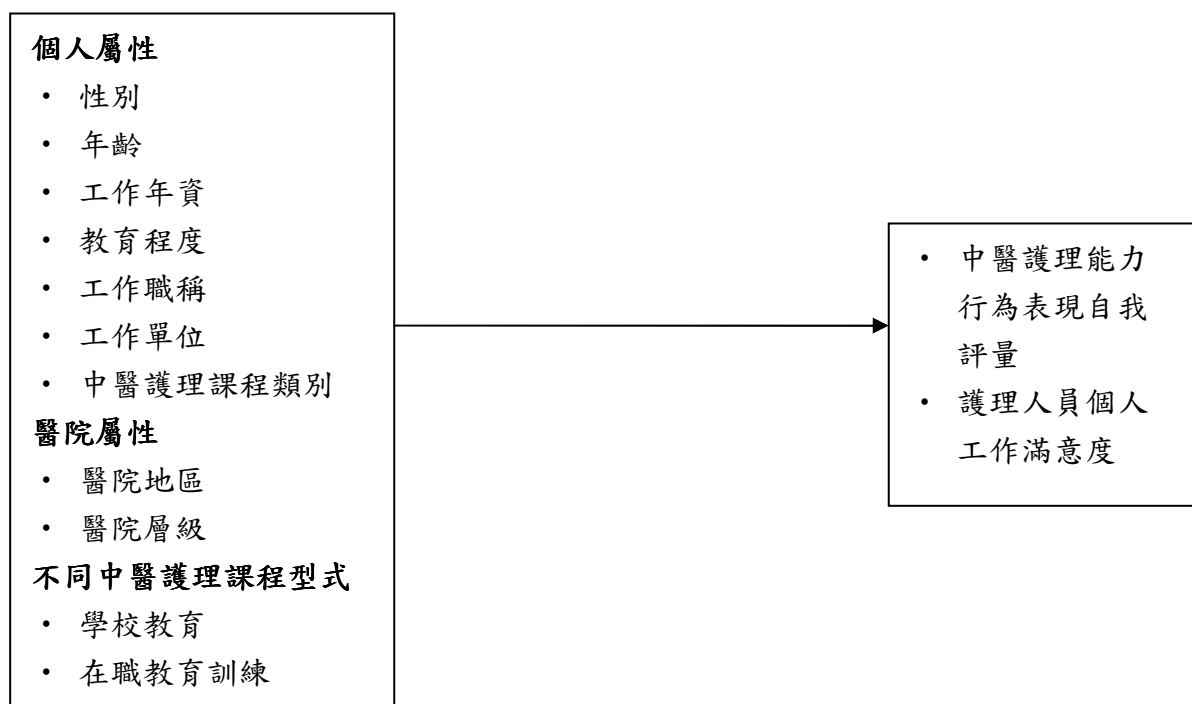 個人屬性
• 性別
• 年齡
• 工作年資
• 教育程度
• 工作職稱
• 工作單位
• 中醫護理課程類別
醫院屬性
• 醫院地區
• 醫院層級
不同中醫護理課程型式
• 學校教育
• 在職教育訓練
• 中醫護理能力
行為表現自我
評量
• 護理人員個人
工作滿意度